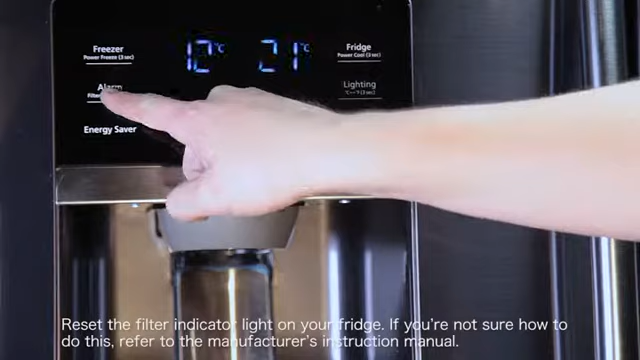 Freezer
Power Freeze (3 sec)
12°C 21°C
Fridge
Power Cool (3 sec)
Alarm
Lighting
°C↔°F (3 sec)
Energy Saver
Reset the filter indicator light on your fridge. If you're not sure how to
do this, refer to the manufacturer's instruction manual.